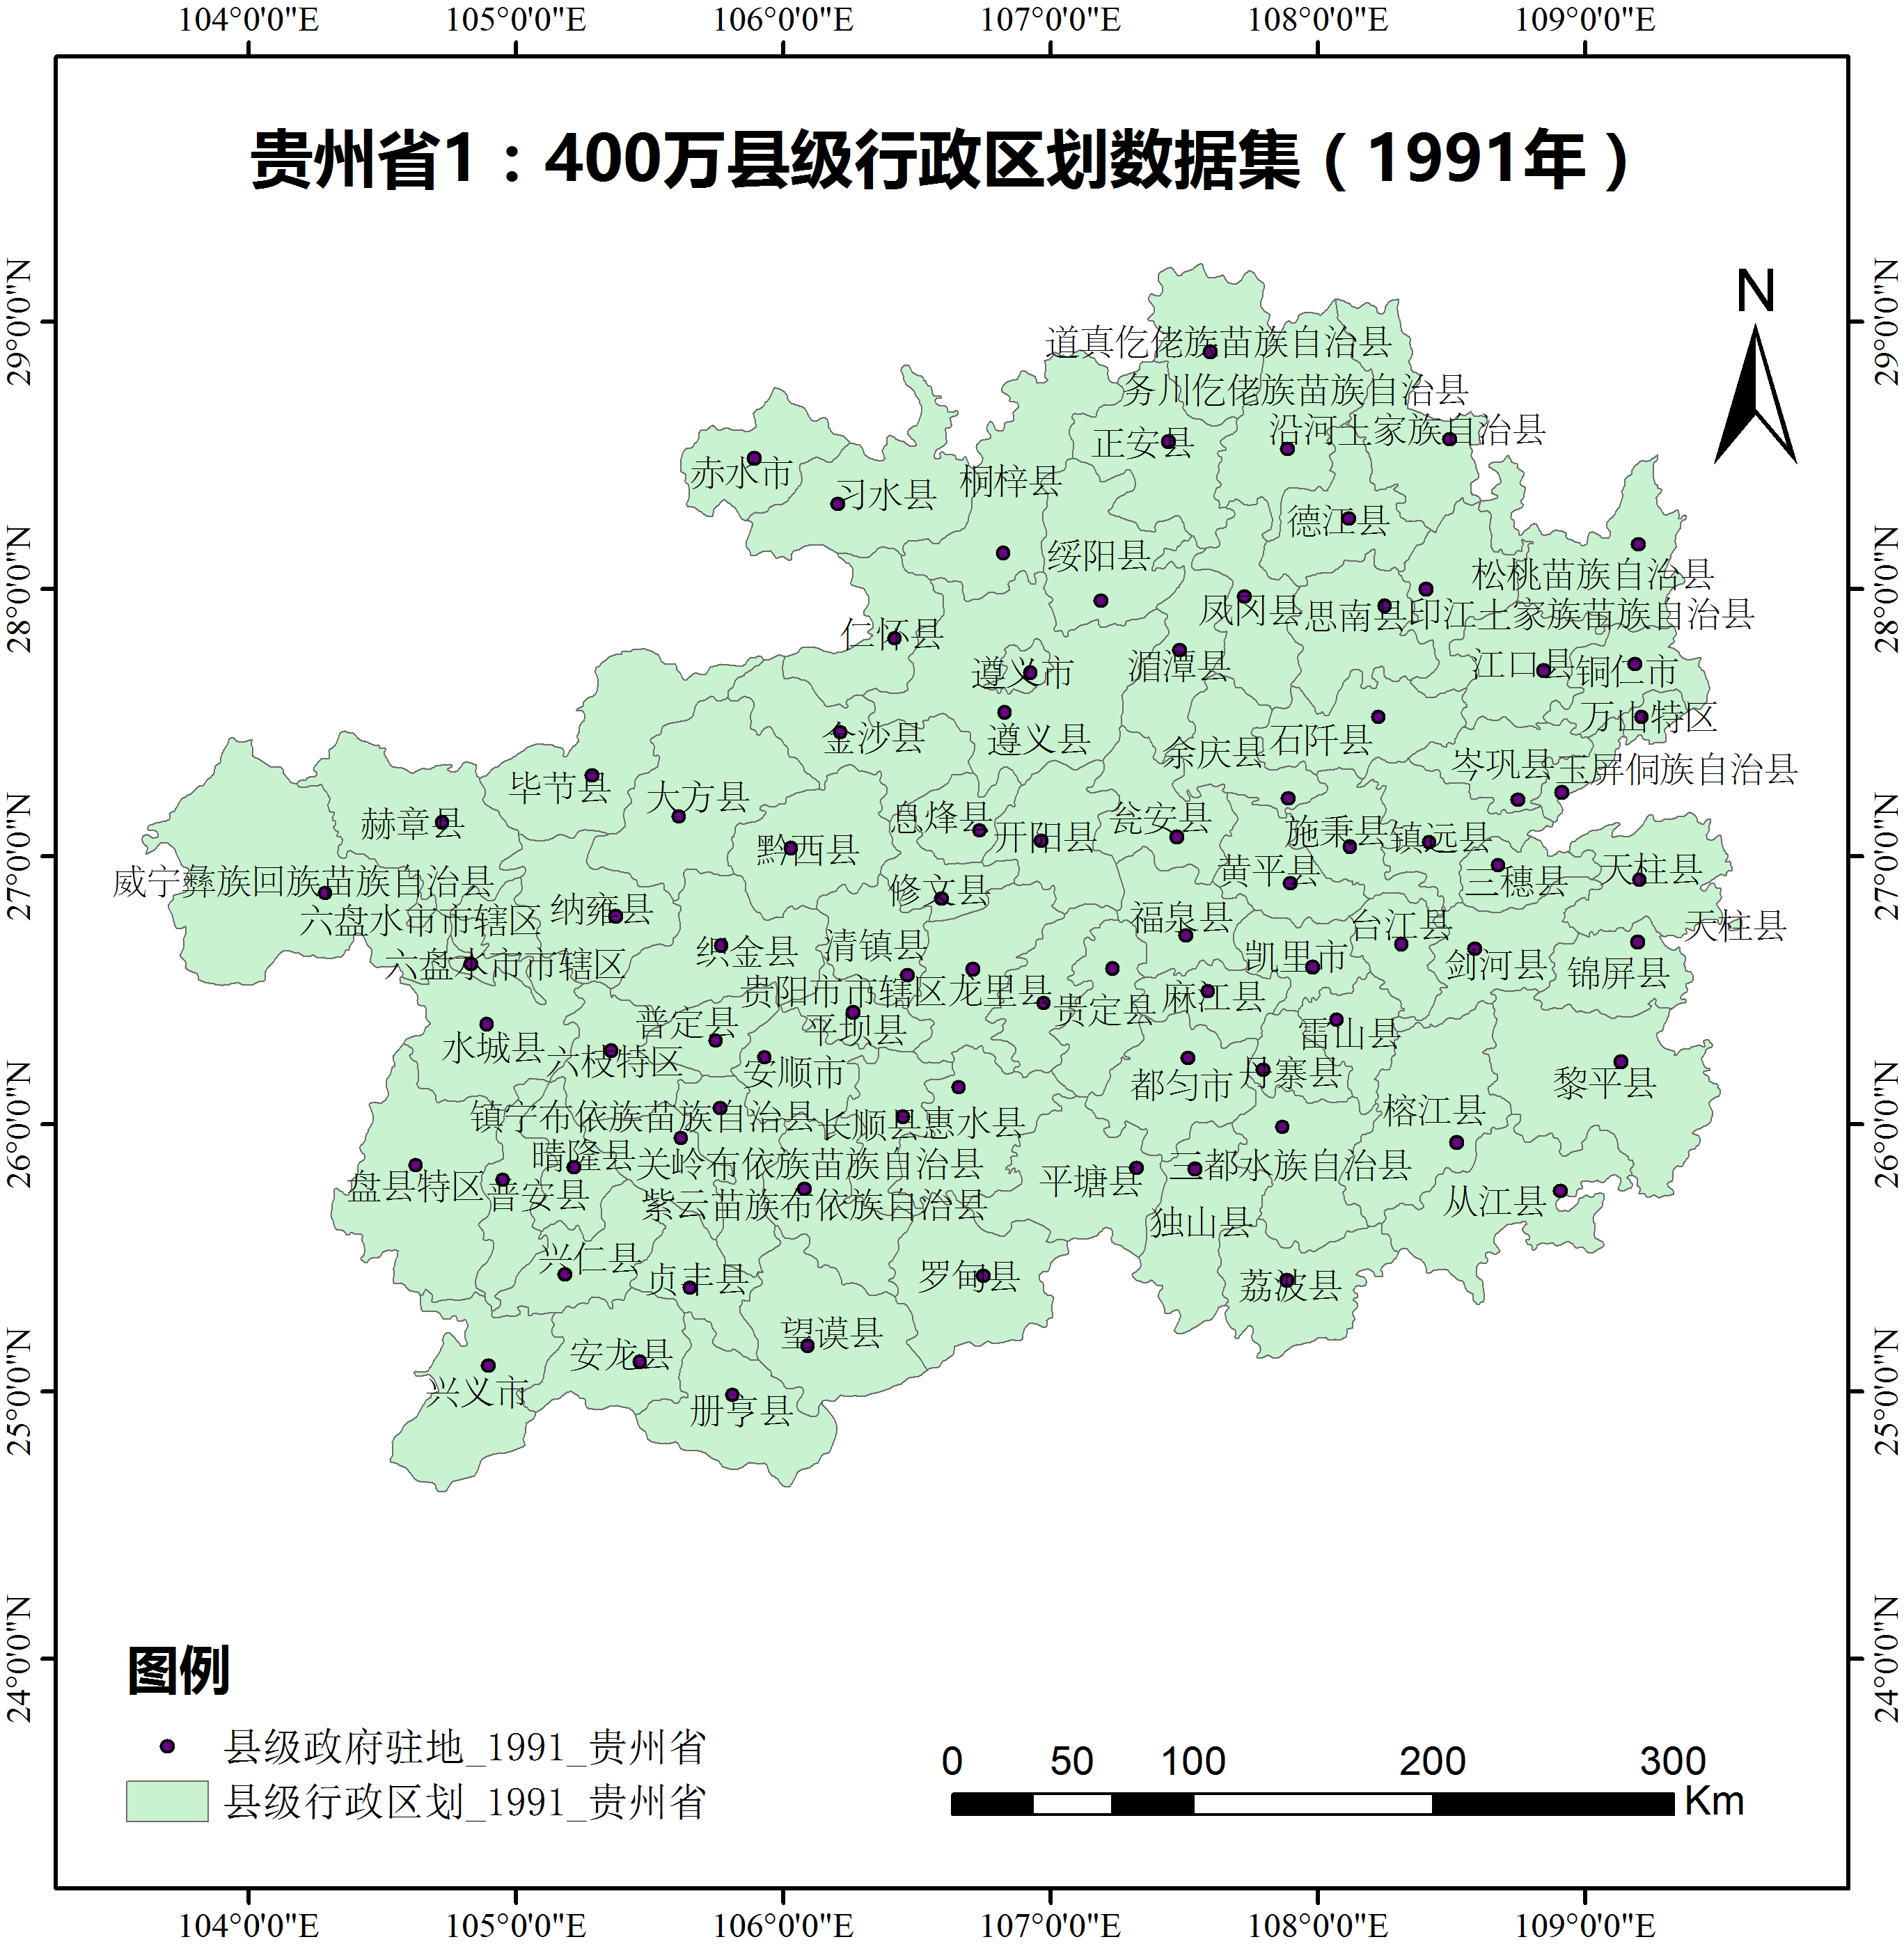 104°0'0"E 105°0'0"E 106°0'0"E 107°0'0"E 108°0'0"E 109°0'0"E
贵州省1：400万县级行政区划数据集（1991年）
N
29°0'0"N 29°0'0"N
道真仡佬族苗族自治县
务川仡佬族苗族自治县
沿河土家族自治县
正安县
赤水市
桐梓县
习水县
德江县
28°0'0"N 28°0'0"N
绥阳县
松桃苗族自治县
凤冈县
思南县
印江土家族苗族自治县
仁怀县
遵义市
湄潭县
江口县
铜仁市
万山特区
金沙县
遵义县
余庆县
石阡县
岑巩县
玉屏侗族自治县
毕节县
大方县
27°0'0"N 27°0'0"N
赫章县
息烽县
开阳县
瓮安县
施秉县
镇远县
黔西县
黄平县
三穗县
天柱县
威宁彝族回族苗族自治县
修文县
纳雍县
六盘水市市辖区
福泉县
台江县
天柱县
织金县
清镇县
凯里市
剑河县
锦屏县
六盘水市市辖区
贵阳市市辖区
龙里县
贵定县
麻江县
普定县
平坝县
雷山县
水城县
六枝特区
安顺市
都匀市
丹寨县
黎平县
26°0'0"N 26°0'0"N
镇宁布依族苗族自治县
长顺县
惠水县
榕江县
晴隆县
关岭布依族苗族自治县
平塘县
三都水族自治县
盘县特区
普安县
紫云苗族布依族自治县
独山县
从江县
兴仁县
贞丰县
罗甸县
荔波县
望谟县
安龙县
25°0'0"N 25°0'0"N
兴义市
册亨县
24°0'0"N 24°0'0"N
图例
县级政府驻地_1991_贵州省
县级行政区划_1991_贵州省
0 50 100 200 300
Km
104°0'0"E 105°0'0"E 106°0'0"E 107°0'0"E 108°0'0"E 109°0'0"E